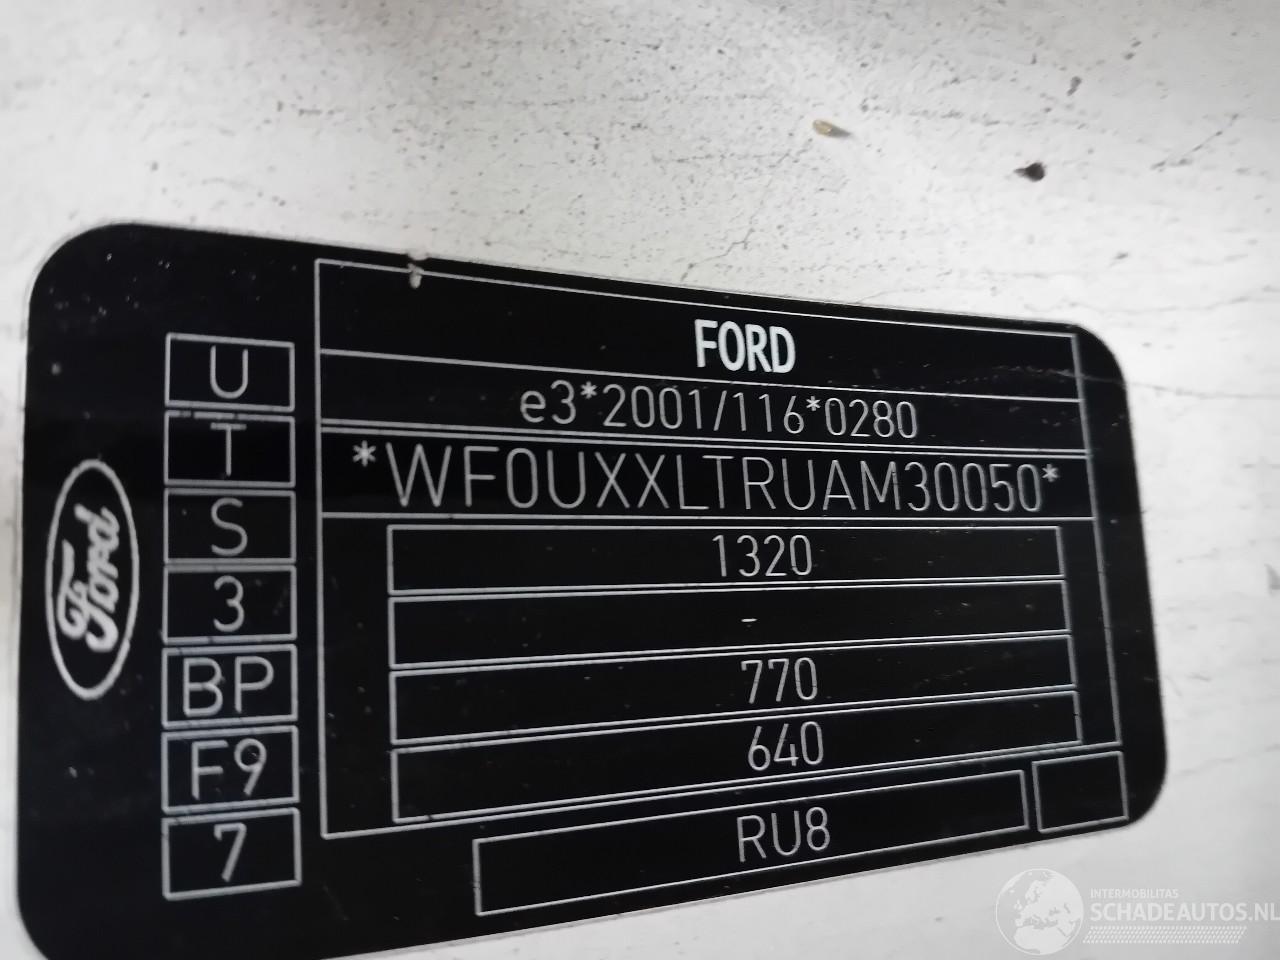 FORD
e3*2001/116*0280
*WF0UXXLTRUAM30050*
1320
-
770
640
RU8
U
T
S
3
BP
F9
7
Ford
INTERMOBILITAS
SCHADEAUTOS.NL